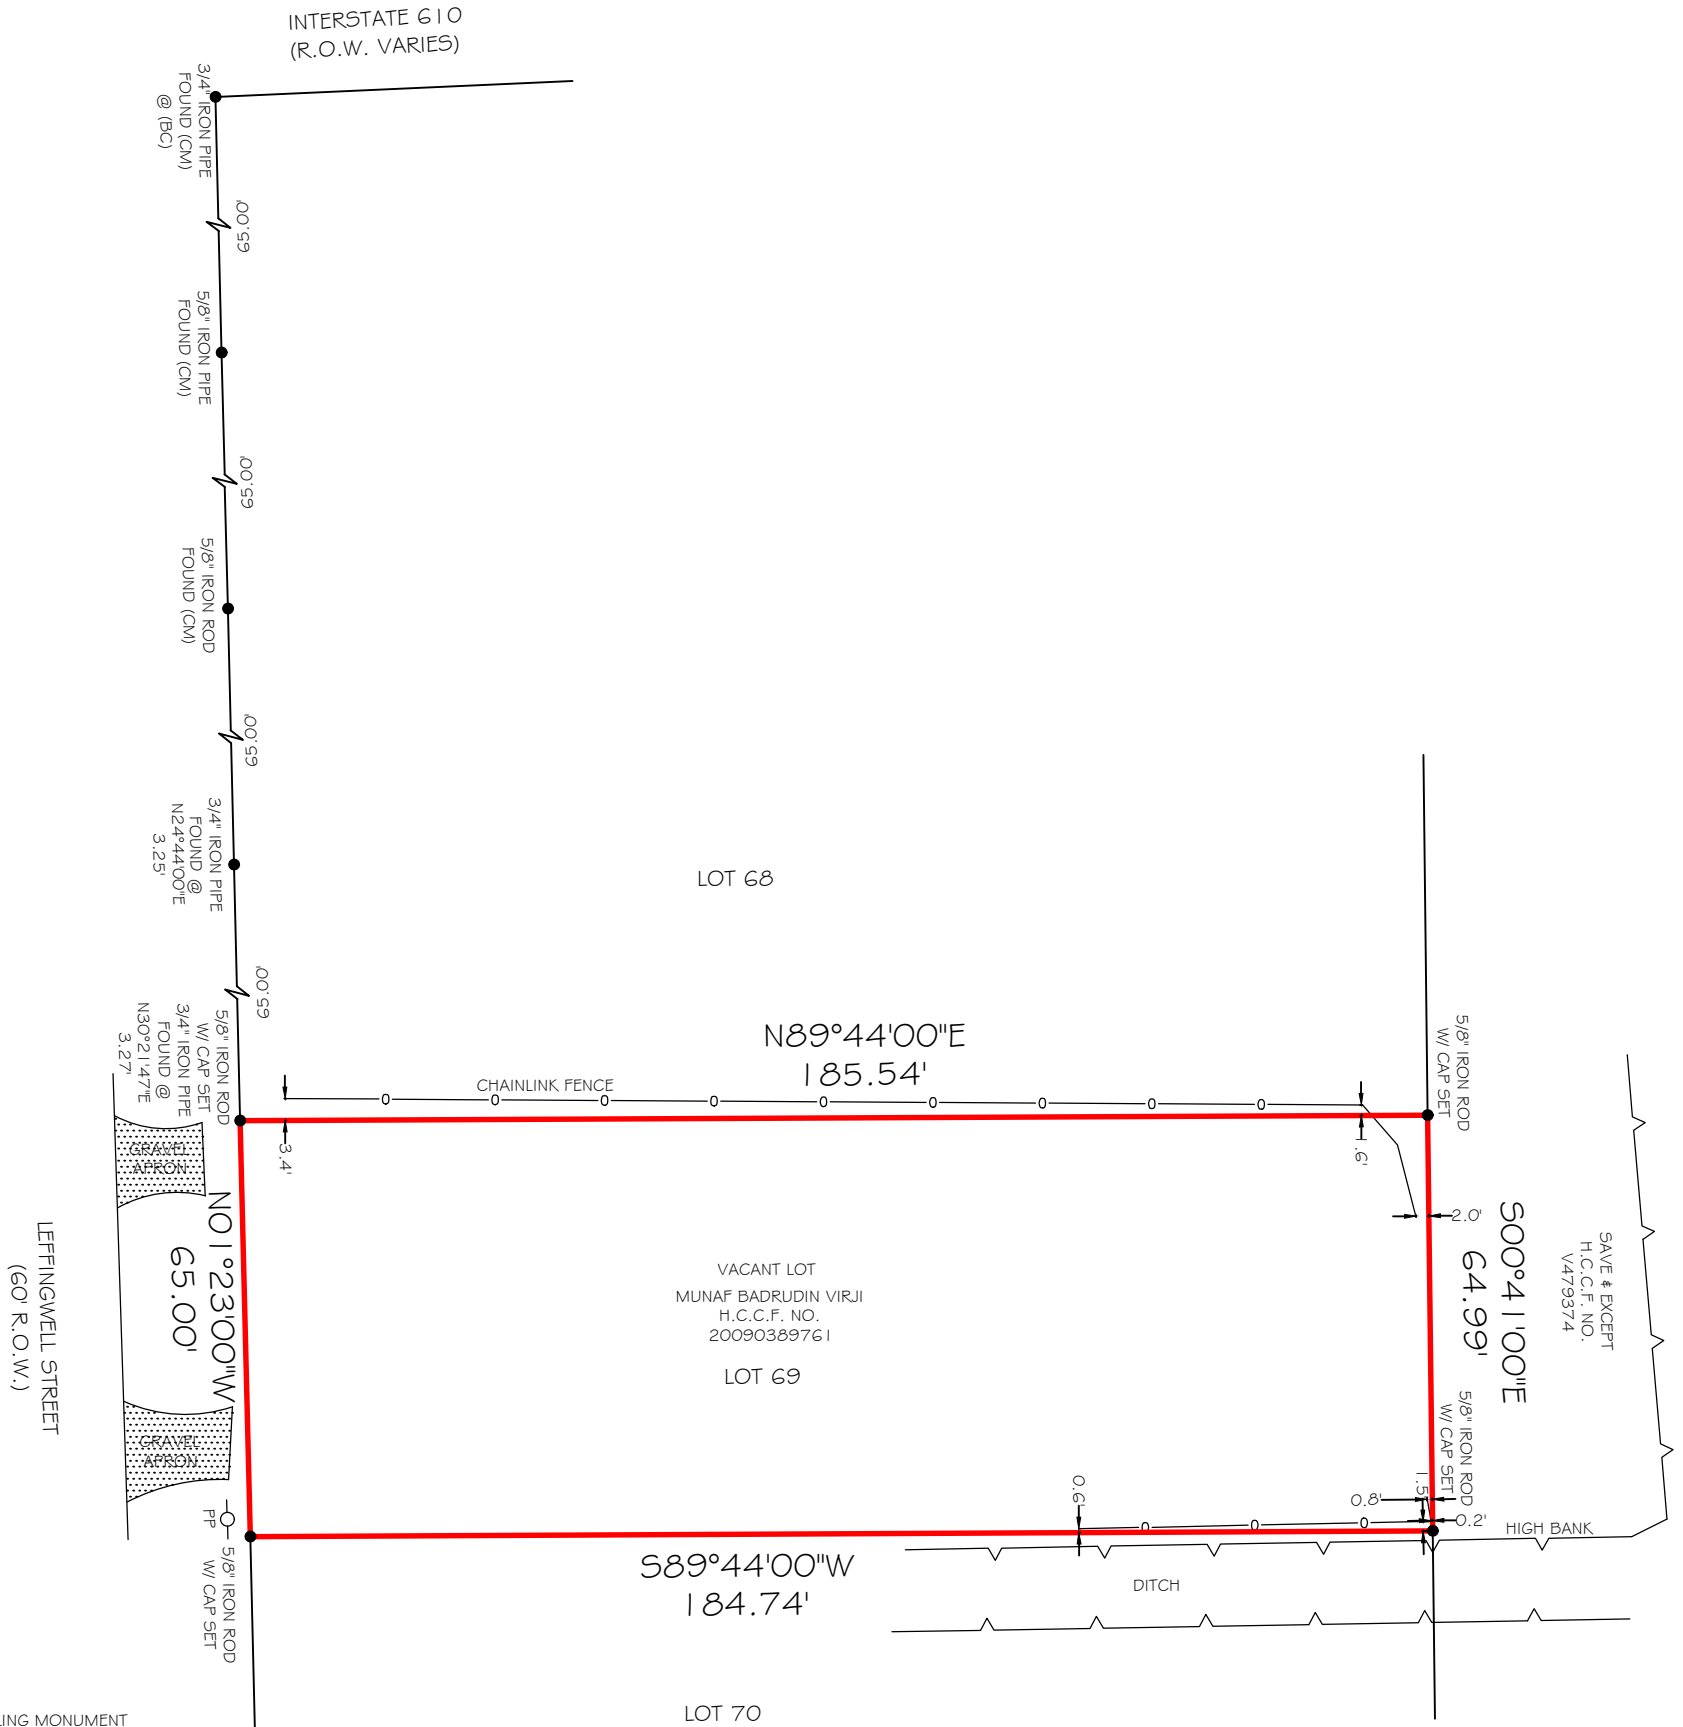 INTERSTATE 610
(R.O.W. VARIES)
3/4" IRON PIPE
FOUND (CM)
@ (BC)
65.00'
5/8" IRON PIPE
FOUND (CM)
65.00'
5/8" IRON ROD
FOUND (CM)
65.00'
3/4" IRON PIPE
FOUND @
N24°44'00"E
3.25'
LOT 68
65.00'
5/8" IRON ROD
W/ CAP SET
3/4" IRON PIPE
FOUND @
N30°21'47"E
3.27'
N89°44'00"E
185.54'
CHAINLINK FENCE
5/8" IRON ROD
W/ CAP SET
3.4'
1.6'
2.0'
GRAVEL
APRON
N01°23'00"W
65.00'
LEFFINGWELL STREET
(60' R.O.W.)
VACANT LOT
MUNAF BADRUDIN VIRJI
H.C.C.F. NO.
20090389761
LOT 69
S00°41'00"E
64.99'
SAVE & EXCEPT
H.C.C.F. NO.
V479374
GRAVEL
APRON
PP
5/8" IRON ROD
W/ CAP SET
0.6'
1.5'
0.8'
0.2'
5/8" IRON ROD
W/ CAP SET
HIGH BANK
S89°44'00"W
184.74'
DITCH
LOT 70
LING MONUMENT